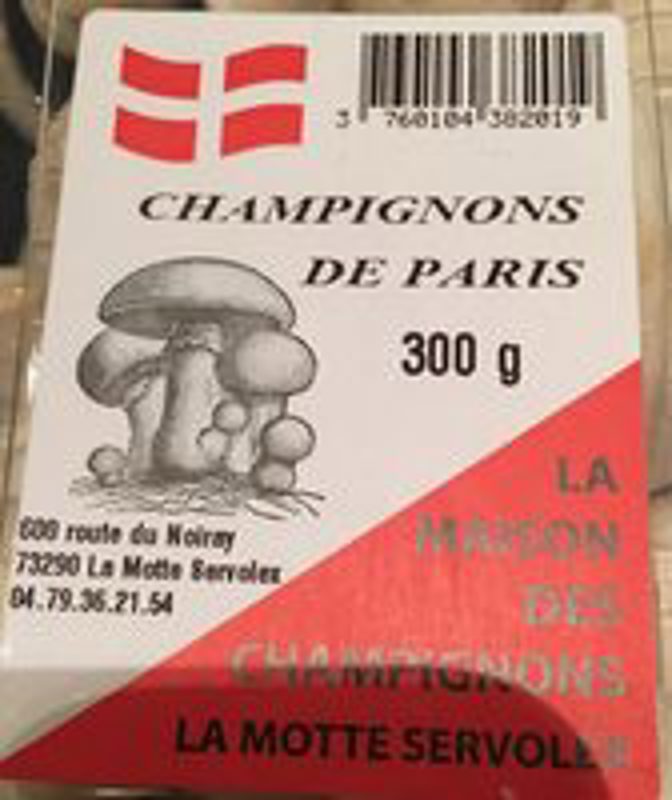 3 760104 382019
CHAMPIGNONS
DE PARIS
300 g
600 route du Noiray
73290 La Motte Servolex
04.79.36.21.54
LA
MAISON
DES
CHAMPIGNONS
LA MOTTE SERVOLEX